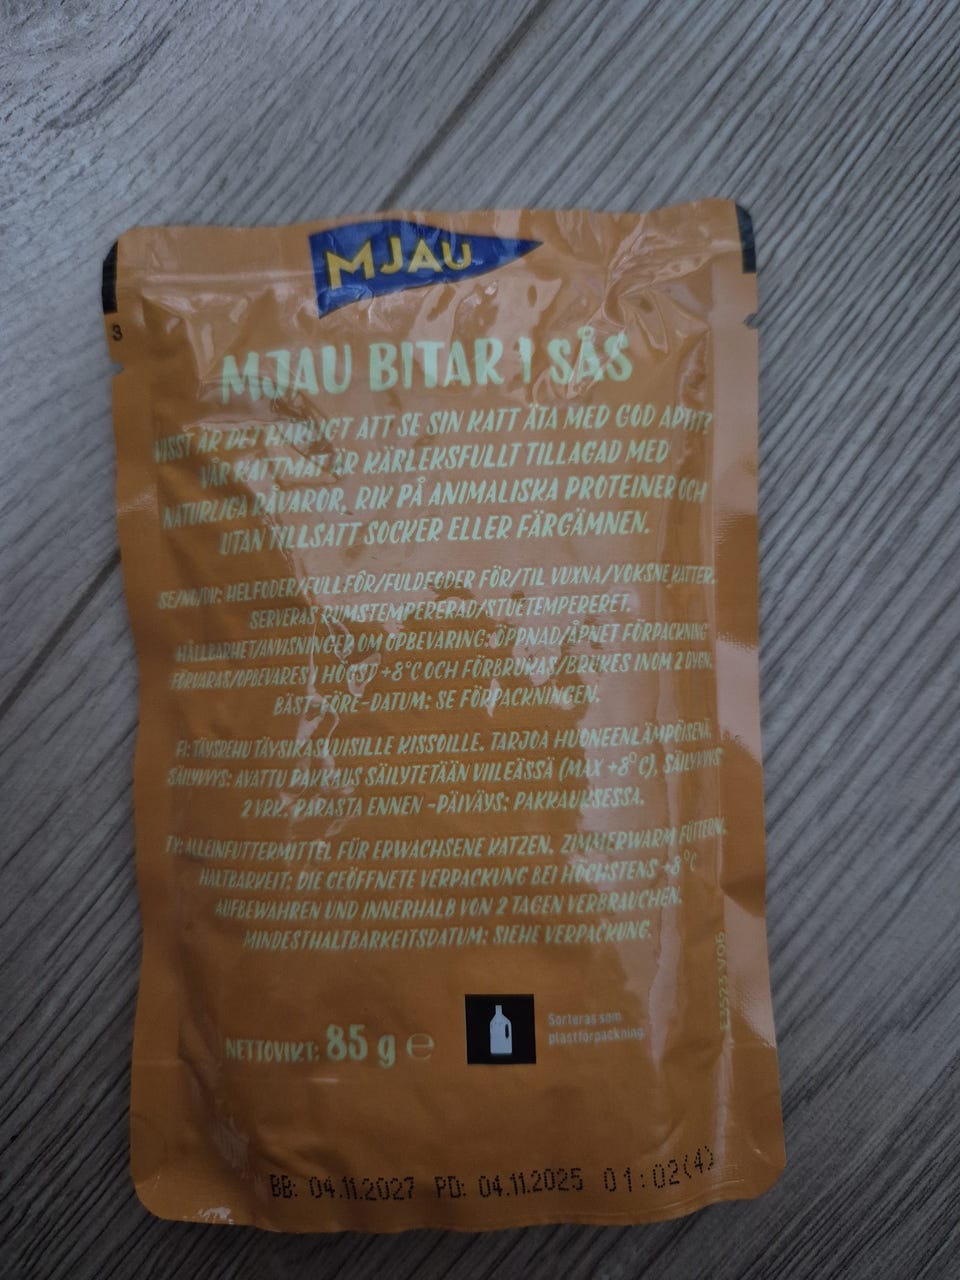 MJAU
3
MJAU BITAR I SÅS
VISST ÄR DET HÄRLIGT ATT SE SIN KATT ÄTA MED GOD APTIT?
VÅR KATTMAT ÄR KÄRLEKSFULLT TILLAGAD MED
NATURLIGA RÅVAROR, RIK PÅ ANIMALISKA PROTEINER OCH
UTAN TILLSATT SOCKER ELLER FÄRGÄMNEN.
SE/NO/DK: HELFODER/FULLFÔR/FULDFODER FÖR/TIL VUXNA/VOKSNE KATTER.
SERVERAS RUMSTEMPERERAD/STUETEMPERERET.
HÅLLBARHET/ANVISNINGER OM OPBEVARING: ÖPPNAD/ÅPNET FÖRPACKNING
FÖRVARAS/OPBEVARES I HÖGST +8°C OCH FÖRBRUKAS/BRUKES INOM 2 DYGN.
BÄST-FÖRE-DATUM: SE FÖRPACKNINGEN.
FI: TÄYSREHU TÄYSIKASVUISILLE KISSOILLE. TARJOA HUONEENLÄMPÖISENÄ.
SÄILYVYYS: AVATTU PAKKAUS SÄILYTETÄÄN VIILEÄSSÄ (MAX +8°C), SÄILYVYYS
2 VRK. PARASTA ENNEN -PÄIVÄYS: PAKKAUKSESSA.
TY: ALLEINFUTTERMITTEL FÜR ERWACHSENE KATZEN. ZIMMERWARM FÜTTERN.
HALTBARKEIT: DIE GEÖFFNETE VERPACKUNG BEI HÖCHSTENS +8°C
AUFBEWAHREN UND INNERHALB VON 2 TAGEN VERBRAUCHEN.
MINDESTHALTBARKEITSDATUM: SIEHE VERPACKUNG.
E3523 V06
NETTOVIKT: 85 g ℮
Sorteras som
plastförpackning
BB: 04.11.2027 PD: 04.11.2025 01:02(4)